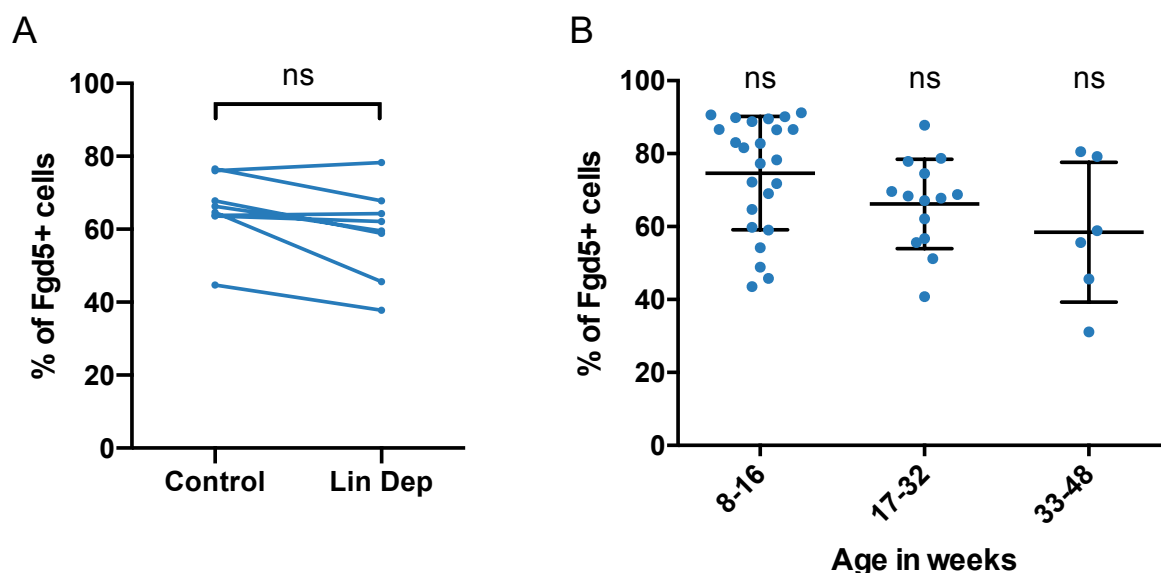 A
ns
% of Fgd5+ cells
100
80
60
40
20
0
Control Lin Dep
B
ns ns ns
% of Fgd5+ cells
100
80
60
40
20
0
8-16 17-32 33-48
Age in weeks